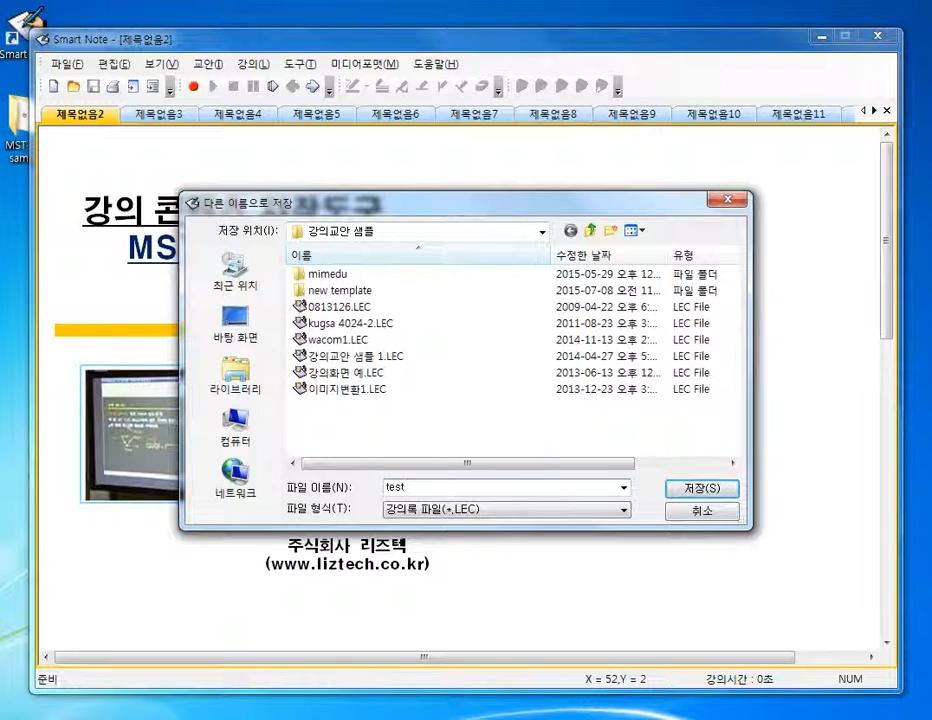 Smart
Smart Note - [제목없음2]
파일(F) 편집(E) 보기(V) 교안(I) 강의(L) 도구(T) 미디어포맷(M) 도움말(H)
제목없음2 제목없음3 제목없음4 제목없음5 제목없음6 제목없음7 제목없음8 제목없음9 제목없음10 제목없음11
MST-
sam
강의 콘
MS
다른 이름으로 저장
저장 위치(I): 강의교안 샘플
이름 수정한 날짜 유형
mimedu 2015-05-29 오후 12... 파일 폴더
new template 2015-07-08 오전 11... 파일 폴더
0813126.LEC 2009-04-22 오후 6:... LEC File
kugsa 4024-2.LEC 2011-08-23 오후 3:... LEC File
wacom1.LEC 2014-11-13 오후 2:... LEC File
강의교안 샘플 1.LEC 2014-04-27 오후 5:... LEC File
강의화면 예.LEC 2013-06-13 오후 12... LEC File
이미지변환1.LEC 2013-12-23 오후 3:... LEC File
최근 위치
바탕 화면
라이브러리
컴퓨터
네트워크
파일 이름(N): test 저장(S)
파일 형식(T): 강의록 파일(*.LEC) 취소
주식회사 리즈텍
(www.liztech.co.kr)
준비 X = 52,Y = 2 강의시간 : 0초 NUM